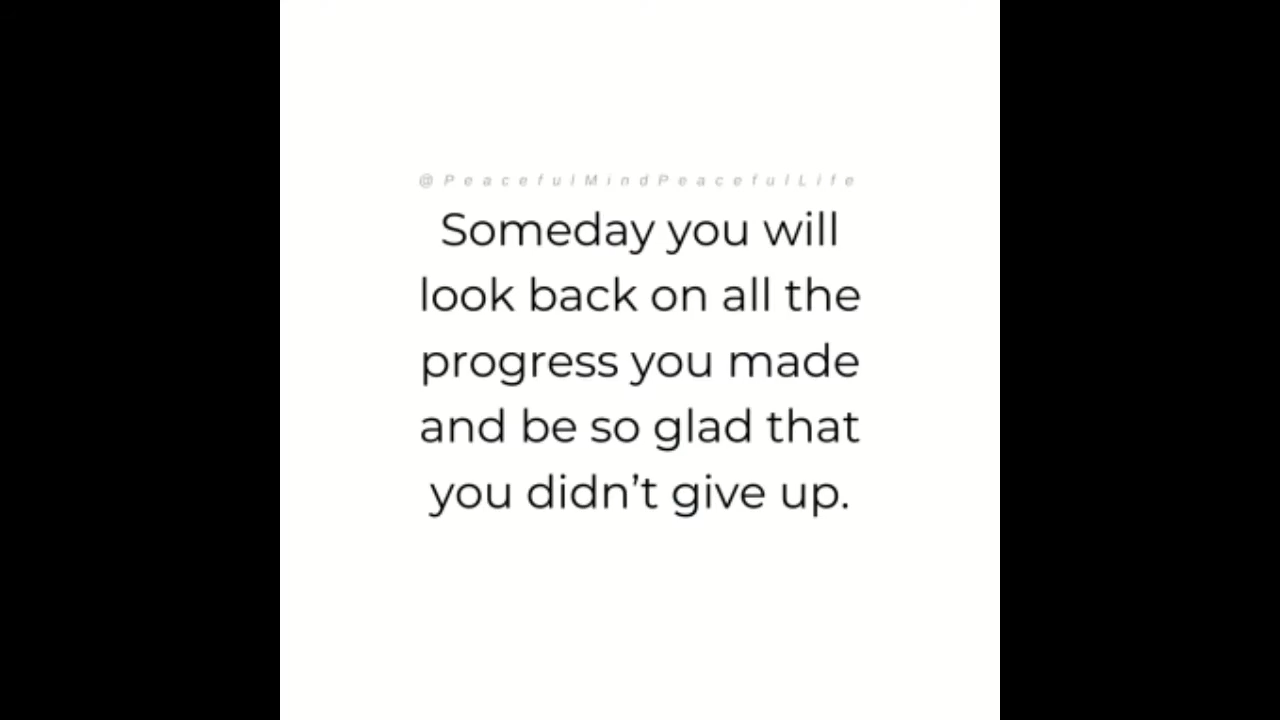 @PeacefulMindPeacefulLife
Someday you will
look back on all the
progress you made
and be so glad that
you didn’t give up.